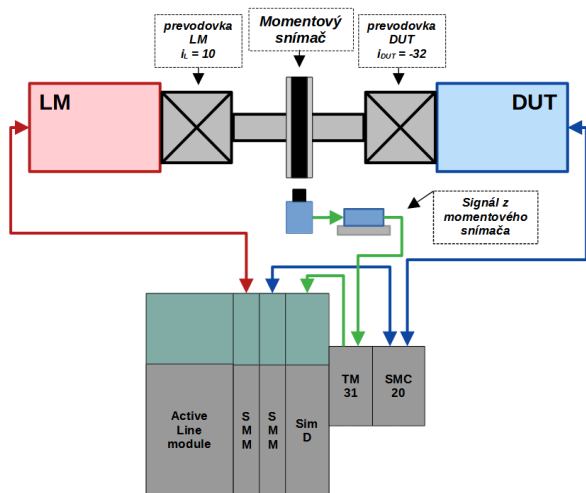 prevodovka
LM
iL = 10
Momentový
snímač
prevodovka
DUT
iDUT = -32
LM
DUT
Signál z
momentového
snímača
Active
Line
module
S
M
M
S
M
M
Sim
D
TM
31
SMC
20